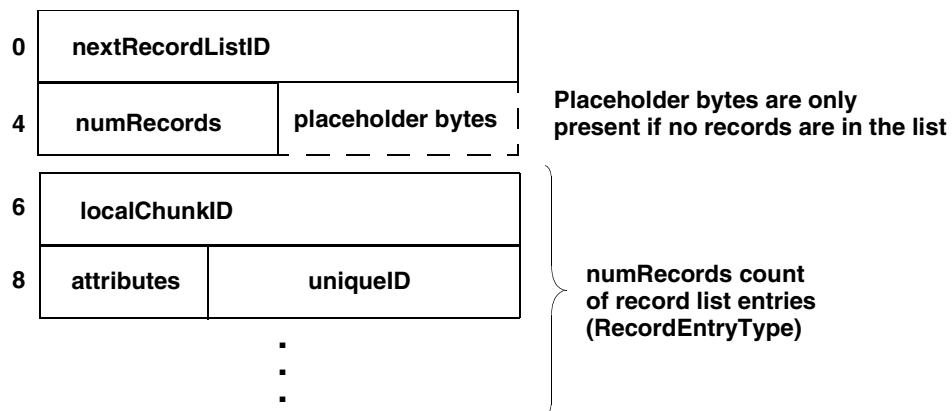 0 nextRecordListID
4 numRecords placeholder bytes
Placeholder bytes are only
present if no records are in the list
6 localChunkID
8 attributes uniqueID
numRecords count
of record list entries
(RecordEntryType)